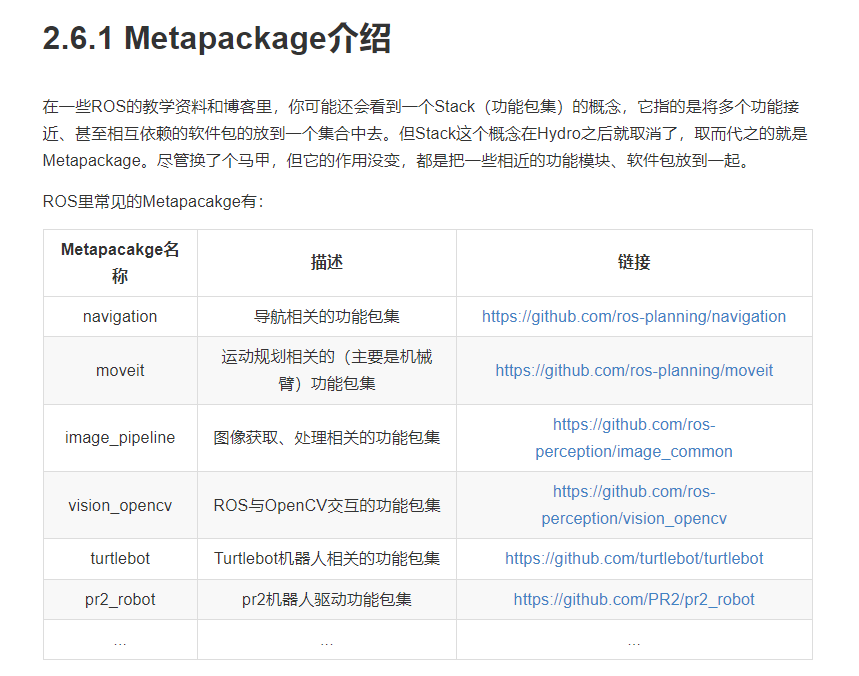 2.6.1 Metapackage介绍
在一些ROS的教学资料和博客里，你可能还会看到一个Stack（功能包集）的概念，它指的是将多个功能接
近、甚至相互依赖的软件包的放到一个集合中去。但Stack这个概念在Hydro之后就取消了，取而代之的就是
Metapackage。尽管换了个马甲，但它的作用没变，都是把一些相近的功能模块、软件包放到一起。
ROS里常见的Metapacakge有：
Metapacakge名
称
描述
链接
navigation
导航相关的功能包集
https://github.com/ros-planning/navigation
moveit
运动规划相关的（主要是机械
臂）功能包集
https://github.com/ros-planning/moveit
image_pipeline
图像获取、处理相关的功能包集
https://github.com/ros-
perception/image_common
vision_opencv
ROS与OpenCV交互的功能包集
https://github.com/ros-
perception/vision_opencv
turtlebot
Turtlebot机器人相关的功能包集
https://github.com/turtlebot/turtlebot
pr2_robot
pr2机器人驱动功能包集
https://github.com/PR2/pr2_robot
...
...
...